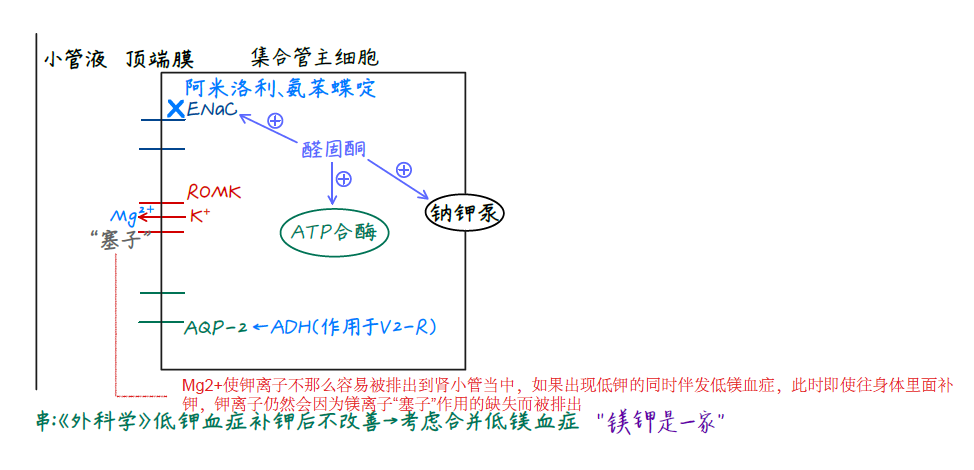 小管液 顶端膜 集合管主细胞
阿米洛利、氨苯蝶啶
ENaC
醛固酮
ROMK
Mg²⁺ K⁺
钠钾泵
“塞子”
ATP合酶
AQP-2←ADH(作用于V2-R)
Mg2+使钾离子不那么容易被排出到肾小管当中，如果出现低钾的同时伴发低镁血症，此时即使往身体里面补
钾，钾离子仍然会因为镁离子“塞子”作用的缺失而被排出
串:《外科学》低钾血症补钾后不改善→考虑合并低镁血症 "镁钾是一家"